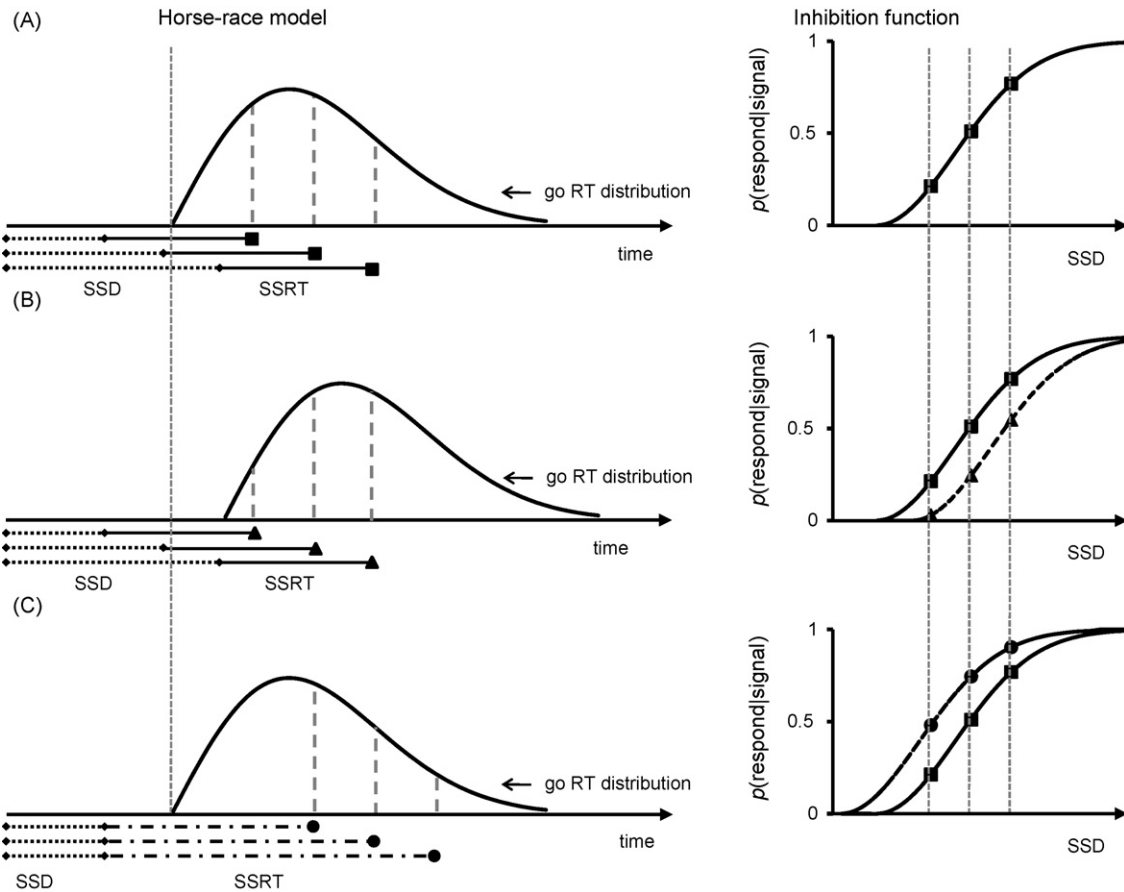 (A)
Horse-race model
Inhibition function
go RT distribution
time
SSD
SSRT
1
0.5
0
p(respond|signal)
SSD
(B)
go RT distribution
time
SSD
SSRT
1
0.5
0
p(respond|signal)
SSD
(C)
go RT distribution
time
SSD
SSRT
1
0.5
0
p(respond|signal)
SSD